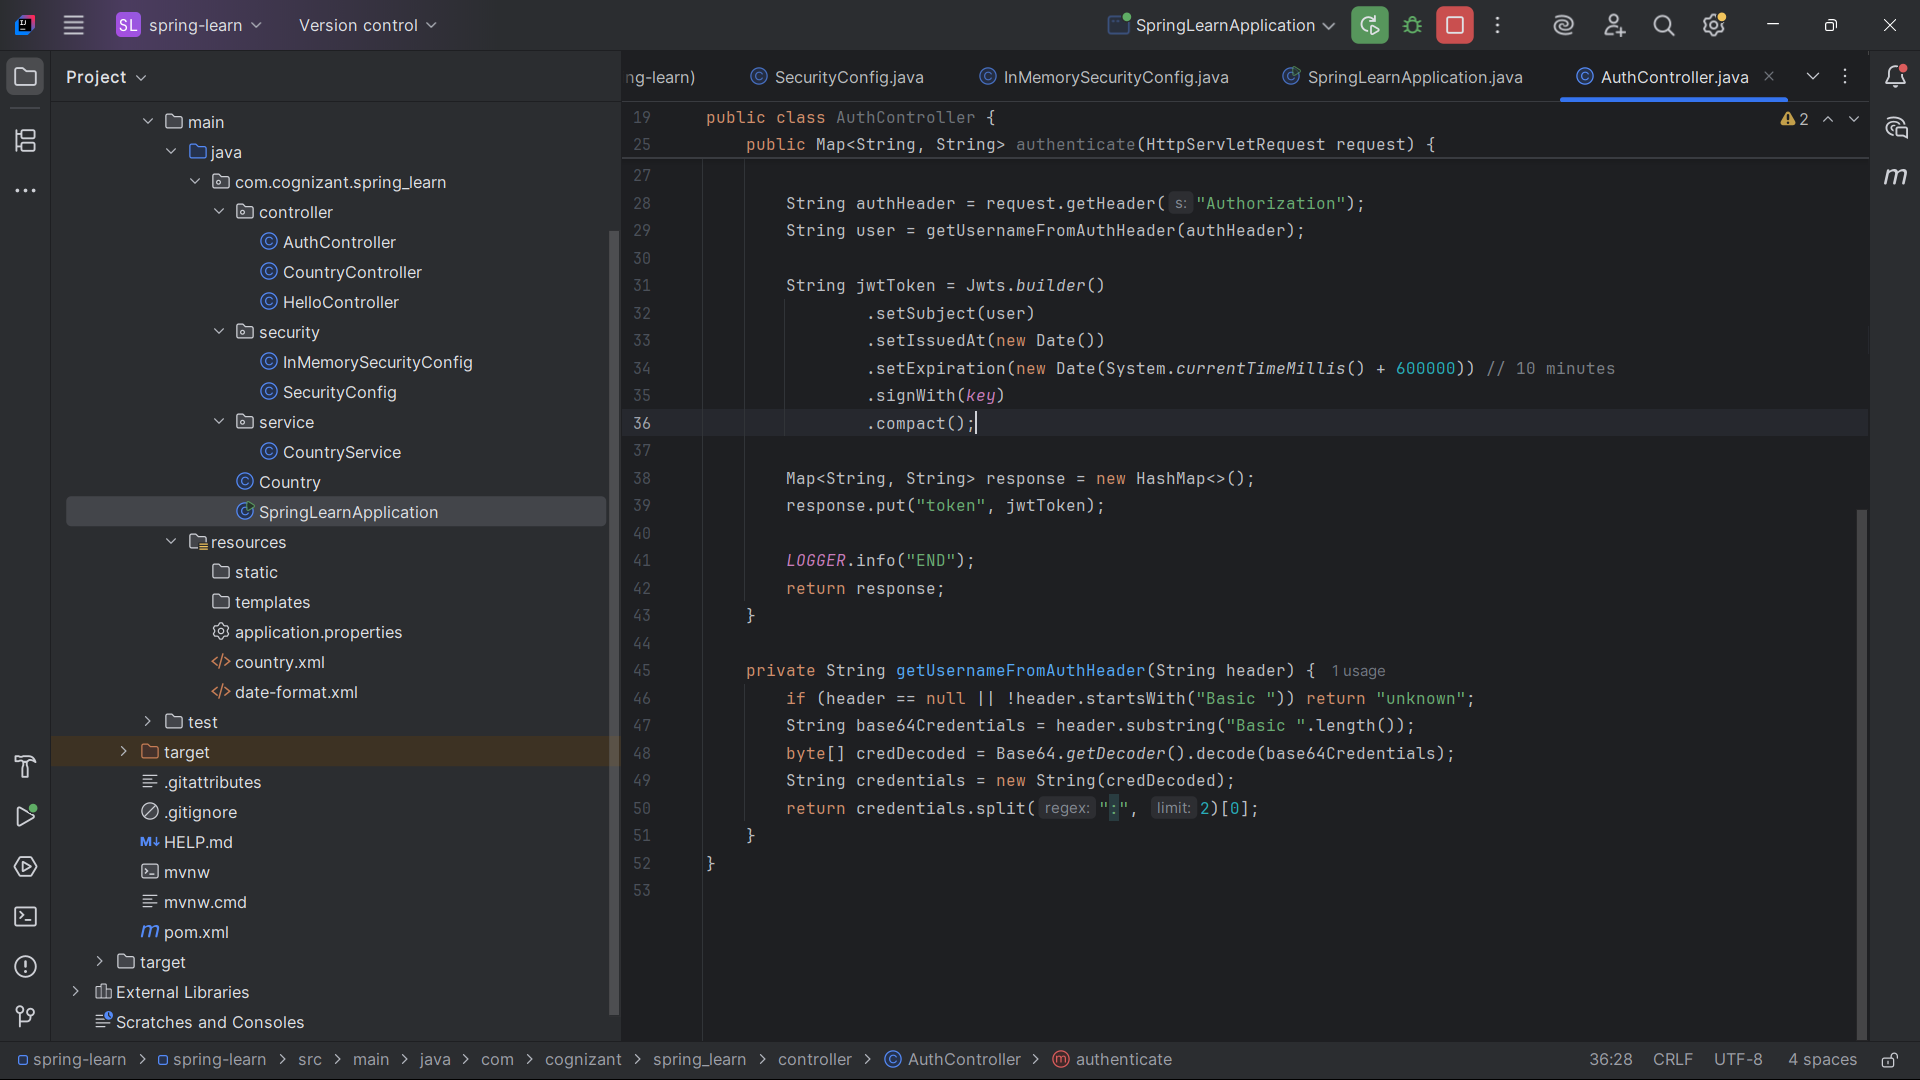 SL spring-learn
Version control
SpringLearnApplication
Project
ng-learn)
SecurityConfig.java
InMemorySecurityConfig.java
SpringLearnApplication.java
AuthController.java
main
java
com.cognizant.spring_learn
controller
AuthController
CountryController
HelloController
security
InMemorySecurityConfig
SecurityConfig
service
CountryService
Country
SpringLearnApplication
resources
static
templates
application.properties
country.xml
date-format.xml
test
target
.gitattributes
.gitignore
HELP.md
mvnw
mvnw.cmd
pom.xml
target
External Libraries
Scratches and Consoles
2
19 public class AuthController {
25 public Map<String, String> authenticate(HttpServletRequest request) {
27
28 String authHeader = request.getHeader( s: "Authorization");
29 String user = getUsernameFromAuthHeader(authHeader);
30
31 String jwtToken = Jwts.builder()
32 .setSubject(user)
33 .setIssuedAt(new Date())
34 .setExpiration(new Date(System.currentTimeMillis() + 600000)) // 10 minutes
35 .signWith(key)
36 .compact();
37
38 Map<String, String> response = new HashMap<>();
39 response.put("token", jwtToken);
40
41 LOGGER.info("END");
42 return response;
43 }
44
45 private String getUsernameFromAuthHeader(String header) { 1 usage
46 if (header == null || !header.startsWith("Basic ")) return "unknown";
47 String base64Credentials = header.substring("Basic ".length());
48 byte[] credDecoded = Base64.getDecoder().decode(base64Credentials);
49 String credentials = new String(credDecoded);
50 return credentials.split( regex: ":", limit: 2)[0];
51 }
52 }
53
spring-learn > spring-learn > src > main > java > com > cognizant > spring_learn > controller > AuthController > authenticate
36:28 CRLF UTF-8 4 spaces